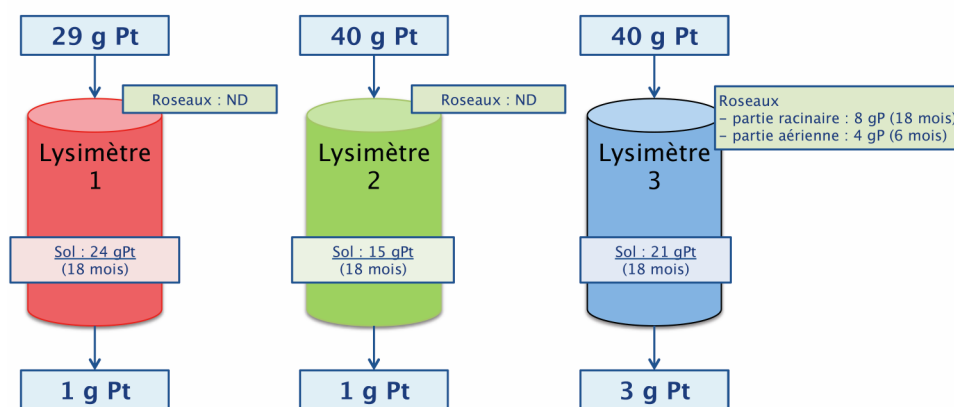 29 g Pt
40 g Pt
40 g Pt
Roseaux : ND
Roseaux : ND
Roseaux
– partie racinaire : 8 gP (18 mois)
– partie aérienne : 4 gP (6 mois)
Lysimètre
1
Lysimètre
2
Lysimètre
3
Sol : 24 gPt
(18 mois)
Sol : 15 gPt
(18 mois)
Sol : 21 gPt
(18 mois)
1 g Pt
1 g Pt
3 g Pt